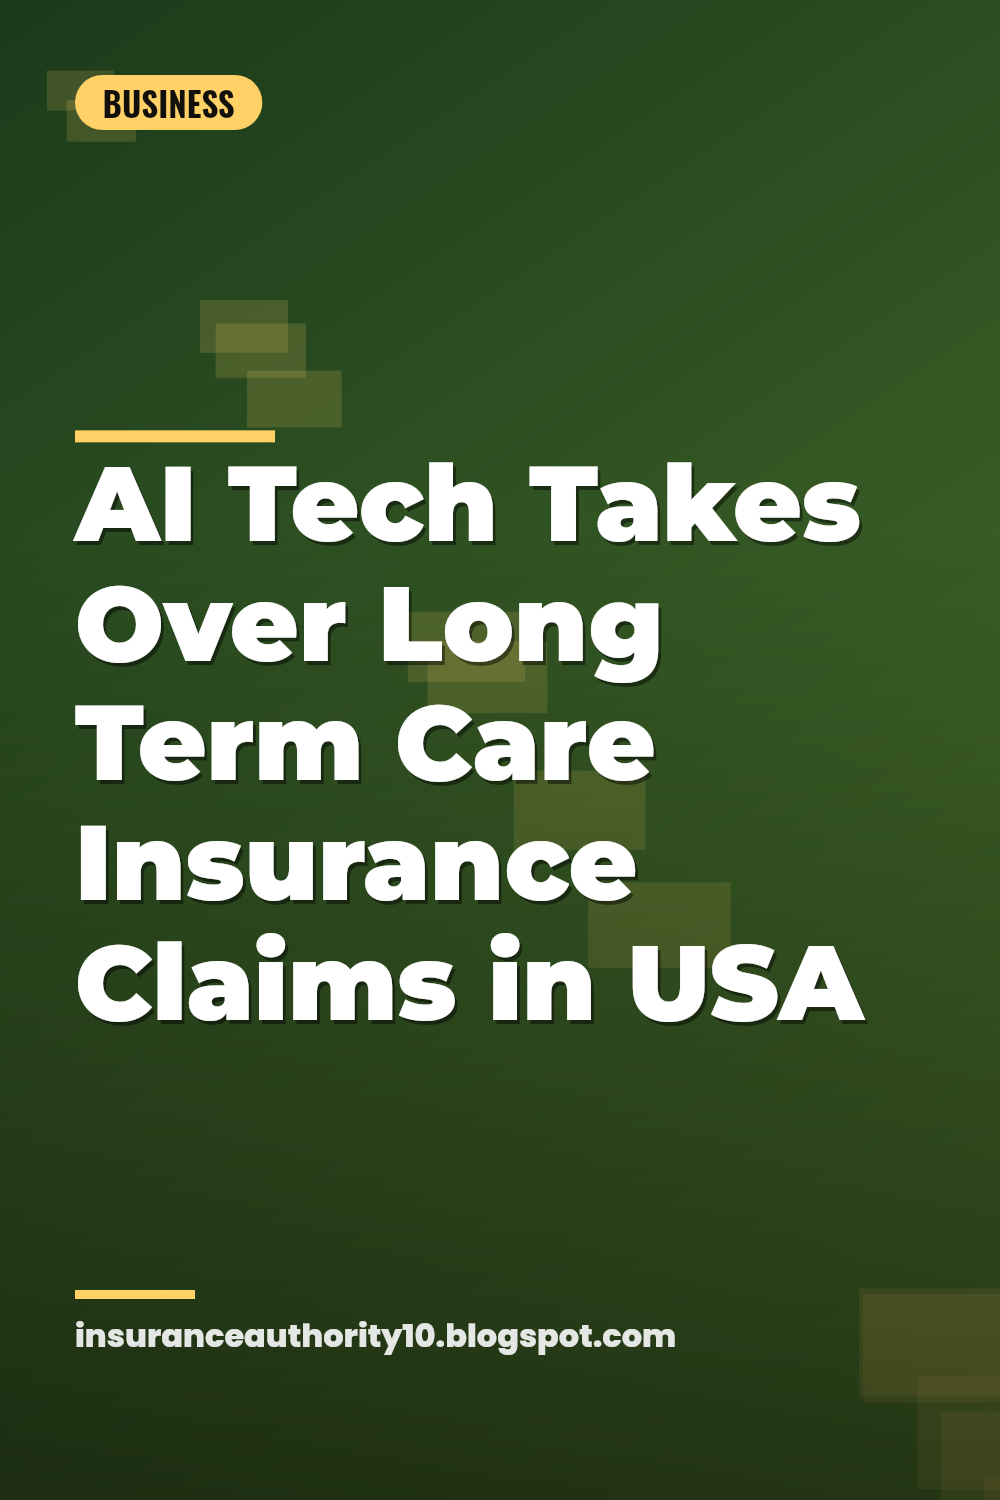 BUSINESS
AI Tech Takes
Over Long
Term Care
Insurance
Claims in USA
insuranceauthority10.blogspot.com